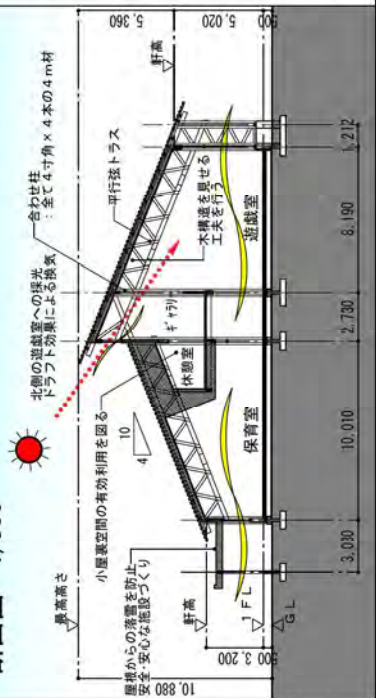 北側の遊戯室への採光
ドラフト効果による換気
合わせ柱
：全て4寸角×4本の4m材
平行弦トラス
小屋裏空間の有効利用を図る
最高高さ
屋根からの落雪を防止
安全・安心な施設づくり
10
4
木構造を見せる
工夫を行う
軒高
軒高
休憩室
ｷﾞｬﾗﾘ
保育室
遊戯室
1FL
GL
10,880
3,200
500
5,360
5,020
500
3,030
10,010
2,730
8,190
1,212